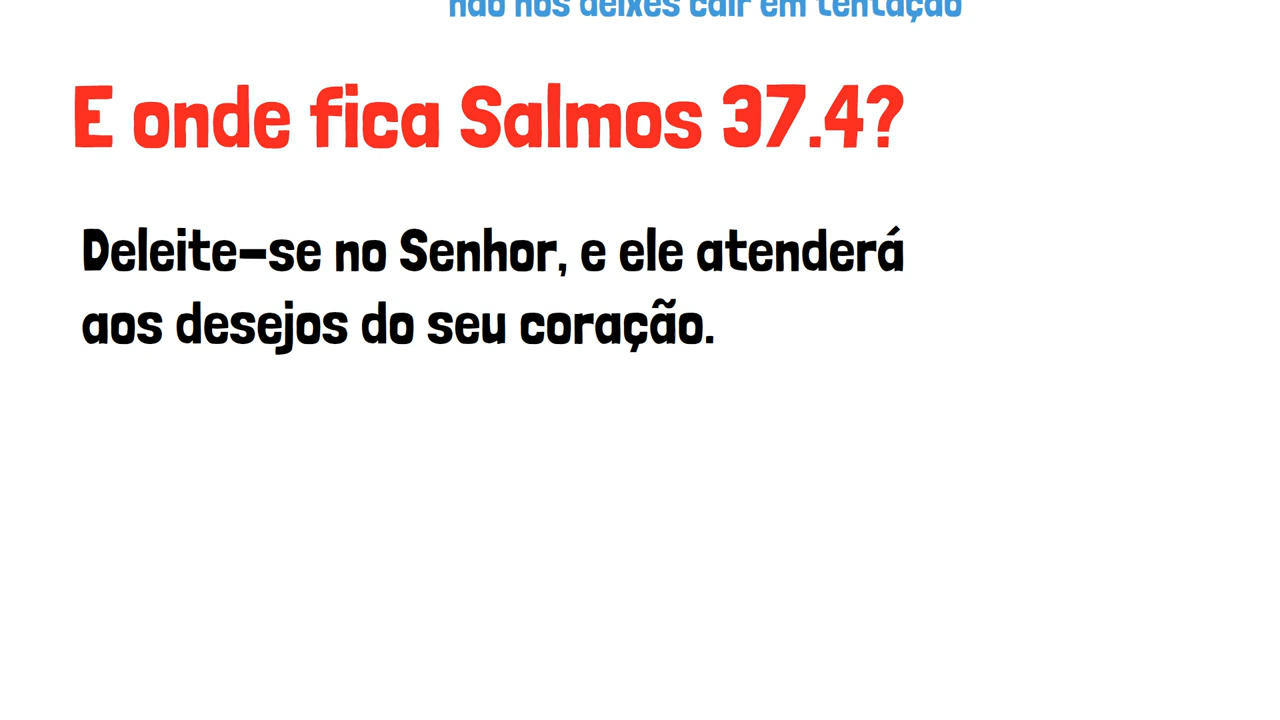 não nos deixes cair em tentação
E onde fica Salmos 37.4?
Deleite-se no Senhor, e ele atenderá
aos desejos do seu coração.